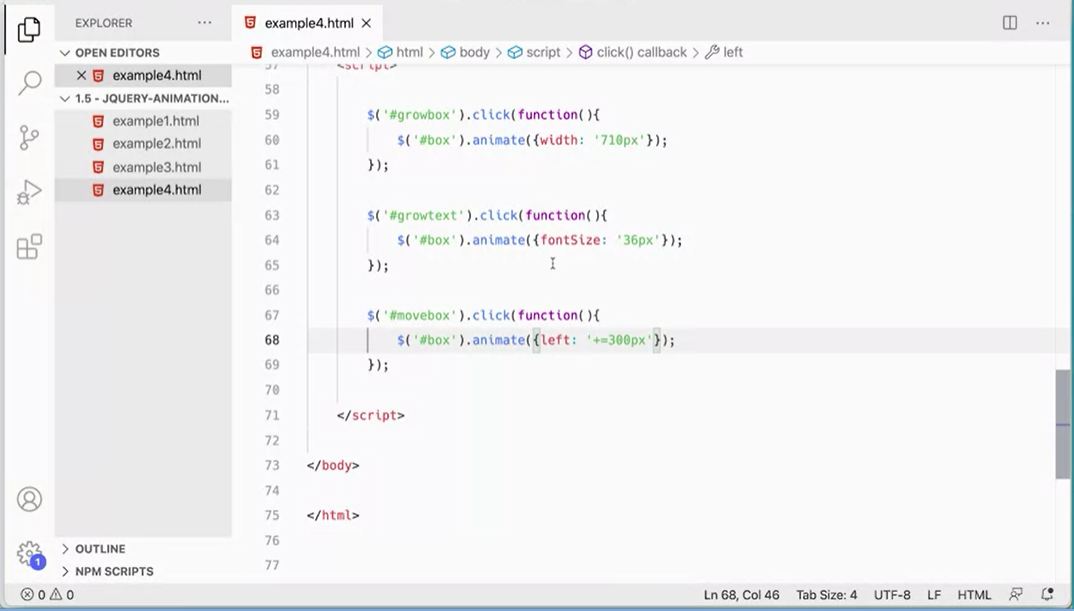 EXPLORER
example4.html
OPEN EDITORS
example4.html
1.5 - JQUERY-ANIMATION...
example1.html
example2.html
example3.html
example4.html
OUTLINE
NPM SCRIPTS
1
example4.html > html > body > script > click() callback > left
57 <script>
58
59 $('#growbox').click(function(){
60 $('#box').animate({width: '710px'});
61 });
62
63 $('#growtext').click(function(){
64 $('#box').animate({fontSize: '36px'});
65 });
66
67 $('#movebox').click(function(){
68 $('#box').animate({left: '+=300px'});
69 });
70
71 </script>
72
73 </body>
74
75 </html>
76
77
0 0 Ln 68, Col 46 Tab Size: 4 UTF-8 LF HTML